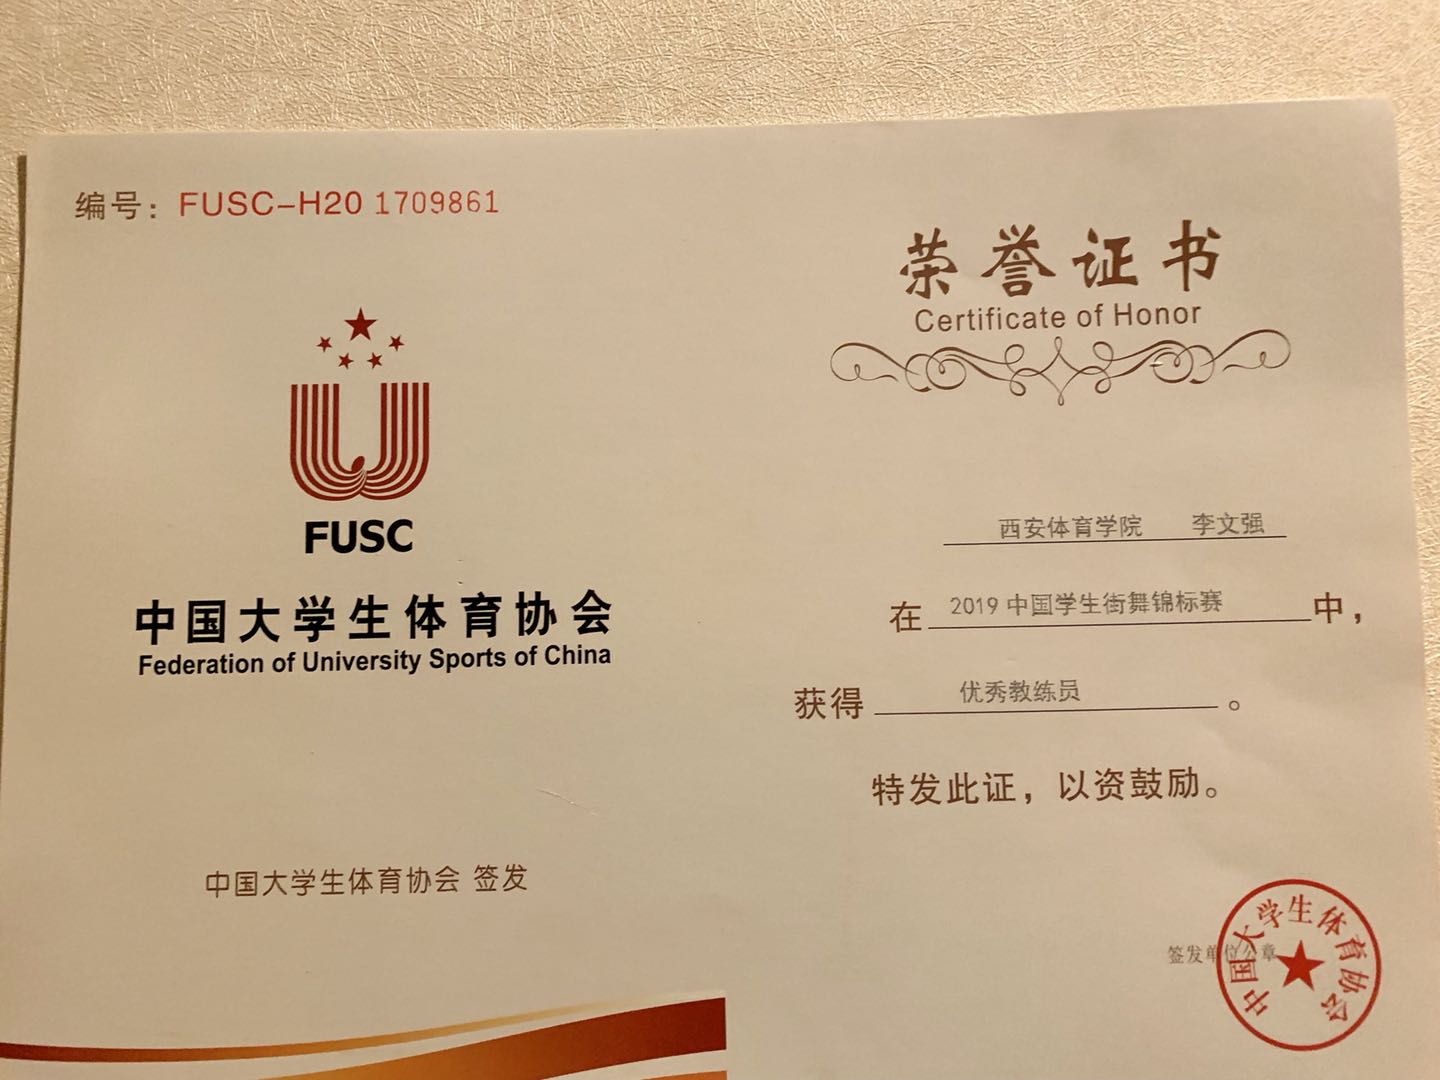 编号：FUSC-H20 1709861
FUSC
中国大学生体育协会
Federation of University Sports of China
中国大学生体育协会 签发
荣誉证书
Certificate of Honor
西安体育学院 李文强
在 2019 中国学生街舞锦标赛 中，
获得 优秀教练员 。
特发此证，以资鼓励。
签发单位公章
中国大学生体育协会